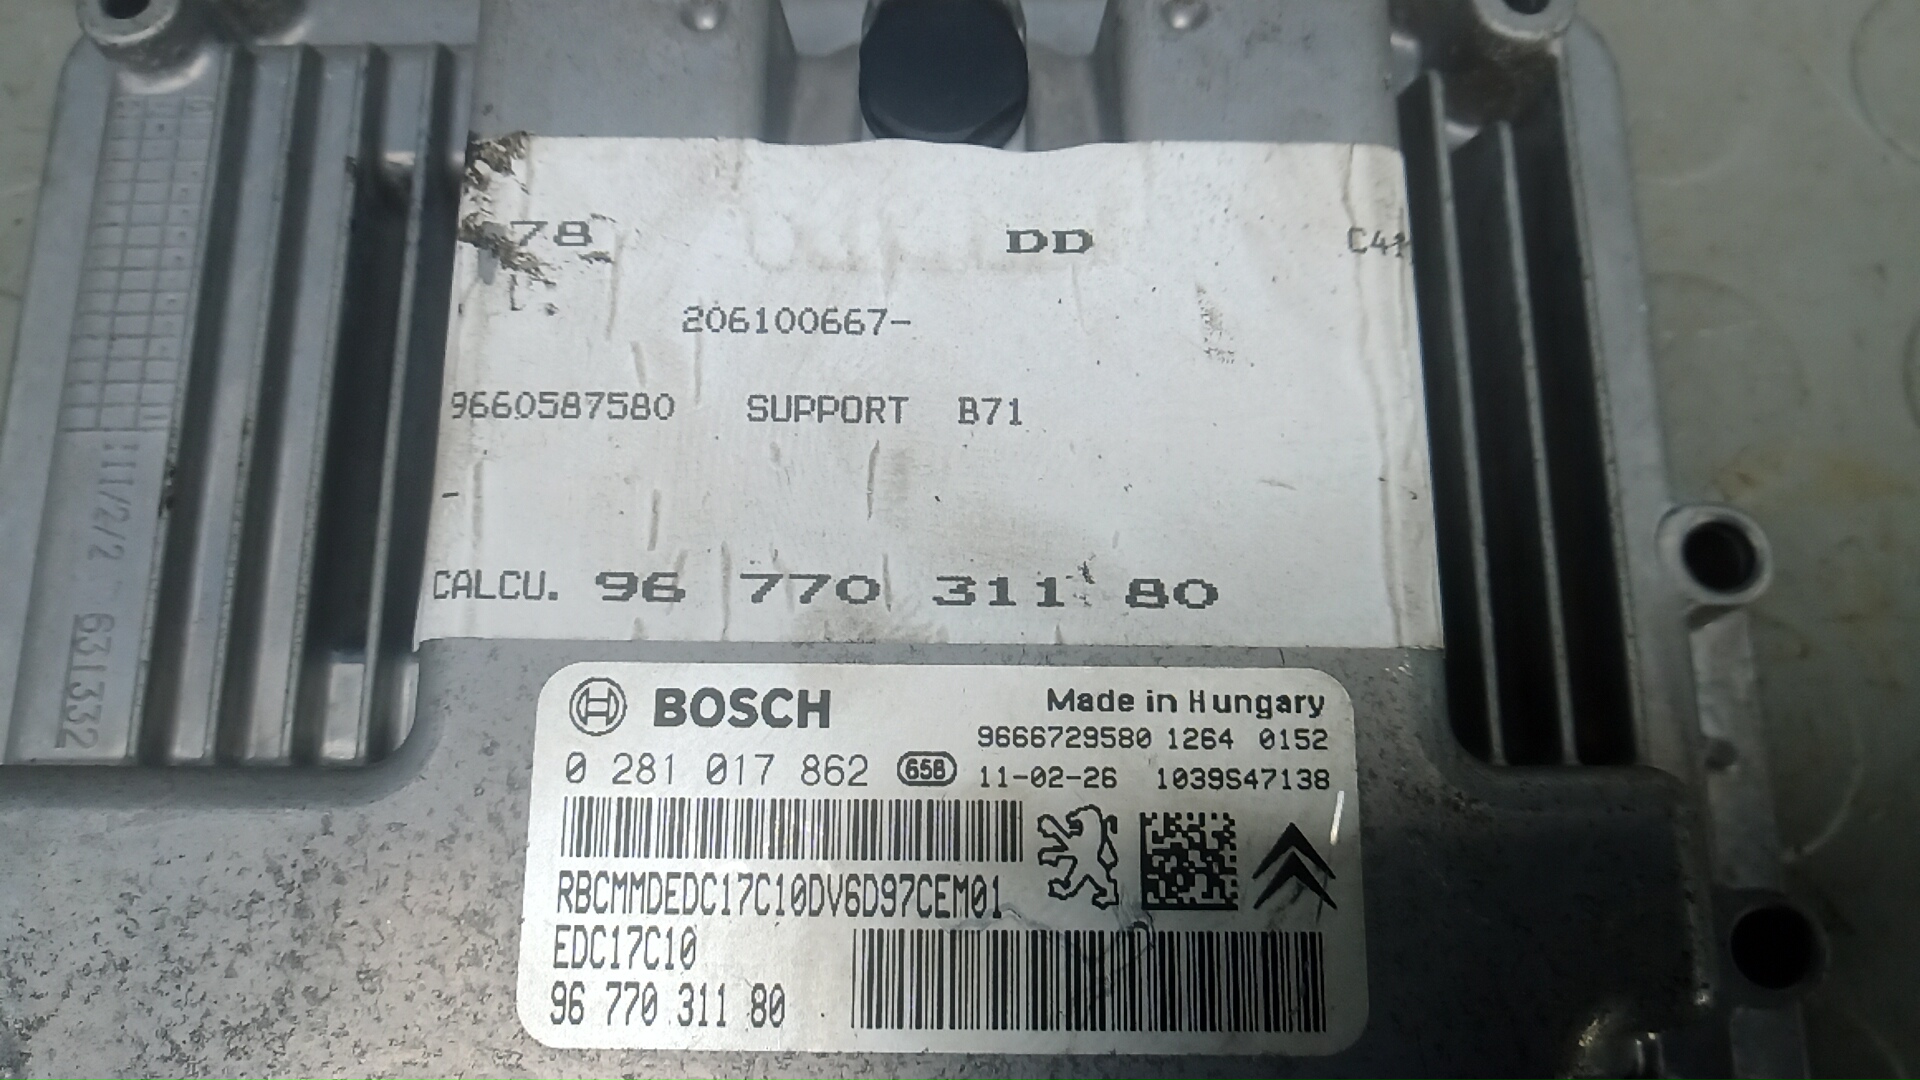 78 DD C4
206100667-
9660587580 SUPPORT B71
-
CALCU. 96 770 311 80
11/2/2 631332
BOSCH Made in Hungary
9666729580 1264 0152
0 281 017 862 658 11-02-26 1039S47138
RBCMMDEDC17C10DV6D97CEM01
EDC17C10
96 770 311 80